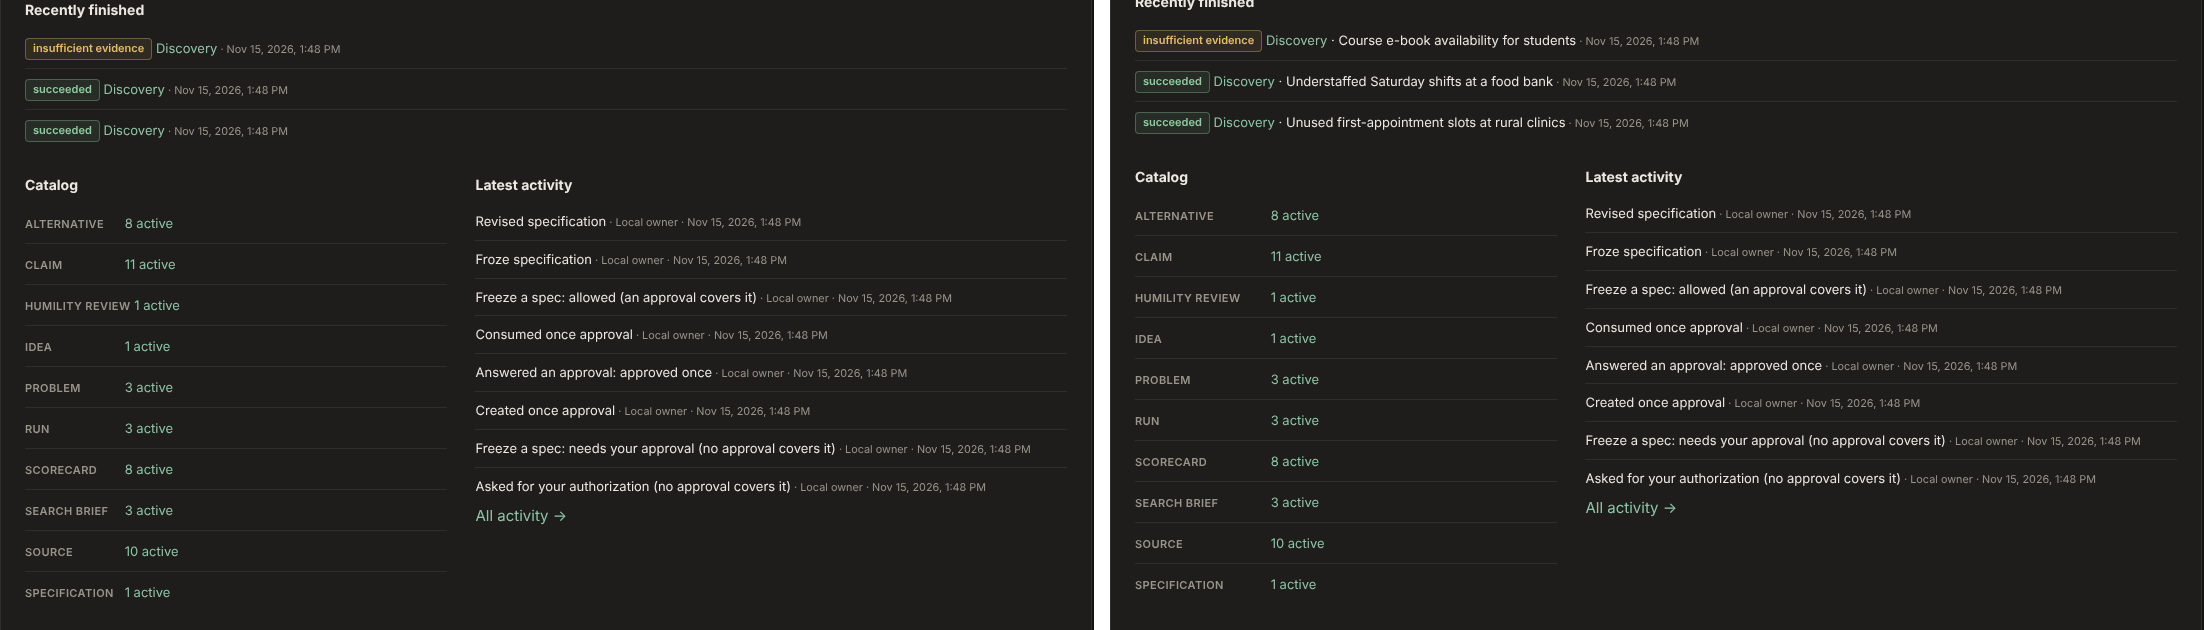 Recently finished
insufficient evidence Discovery · Nov 15, 2026, 1:48 PM
succeeded Discovery · Nov 15, 2026, 1:48 PM
succeeded Discovery · Nov 15, 2026, 1:48 PM
Catalog
ALTERNATIVE 8 active
CLAIM 11 active
HUMILITY REVIEW 1 active
IDEA 1 active
PROBLEM 3 active
RUN 3 active
SCORECARD 8 active
SEARCH BRIEF 3 active
SOURCE 10 active
SPECIFICATION 1 active
Latest activity
Revised specification · Local owner · Nov 15, 2026, 1:48 PM
Froze specification · Local owner · Nov 15, 2026, 1:48 PM
Freeze a spec: allowed (an approval covers it) · Local owner · Nov 15, 2026, 1:48 PM
Consumed once approval · Local owner · Nov 15, 2026, 1:48 PM
Answered an approval: approved once · Local owner · Nov 15, 2026, 1:48 PM
Created once approval · Local owner · Nov 15, 2026, 1:48 PM
Freeze a spec: needs your approval (no approval covers it) · Local owner · Nov 15, 2026, 1:48 PM
Asked for your authorization (no approval covers it) · Local owner · Nov 15, 2026, 1:48 PM
All activity →
Recently finished
insufficient evidence Discovery · Course e-book availability for students · Nov 15, 2026, 1:48 PM
succeeded Discovery · Understaffed Saturday shifts at a food bank · Nov 15, 2026, 1:48 PM
succeeded Discovery · Unused first-appointment slots at rural clinics · Nov 15, 2026, 1:48 PM
Catalog
ALTERNATIVE 8 active
CLAIM 11 active
HUMILITY REVIEW 1 active
IDEA 1 active
PROBLEM 3 active
RUN 3 active
SCORECARD 8 active
SEARCH BRIEF 3 active
SOURCE 10 active
SPECIFICATION 1 active
Latest activity
Revised specification · Local owner · Nov 15, 2026, 1:48 PM
Froze specification · Local owner · Nov 15, 2026, 1:48 PM
Freeze a spec: allowed (an approval covers it) · Local owner · Nov 15, 2026, 1:48 PM
Consumed once approval · Local owner · Nov 15, 2026, 1:48 PM
Answered an approval: approved once · Local owner · Nov 15, 2026, 1:48 PM
Created once approval · Local owner · Nov 15, 2026, 1:48 PM
Freeze a spec: needs your approval (no approval covers it) · Local owner · Nov 15, 2026, 1:48 PM
Asked for your authorization (no approval covers it) · Local owner · Nov 15, 2026, 1:48 PM
All activity →